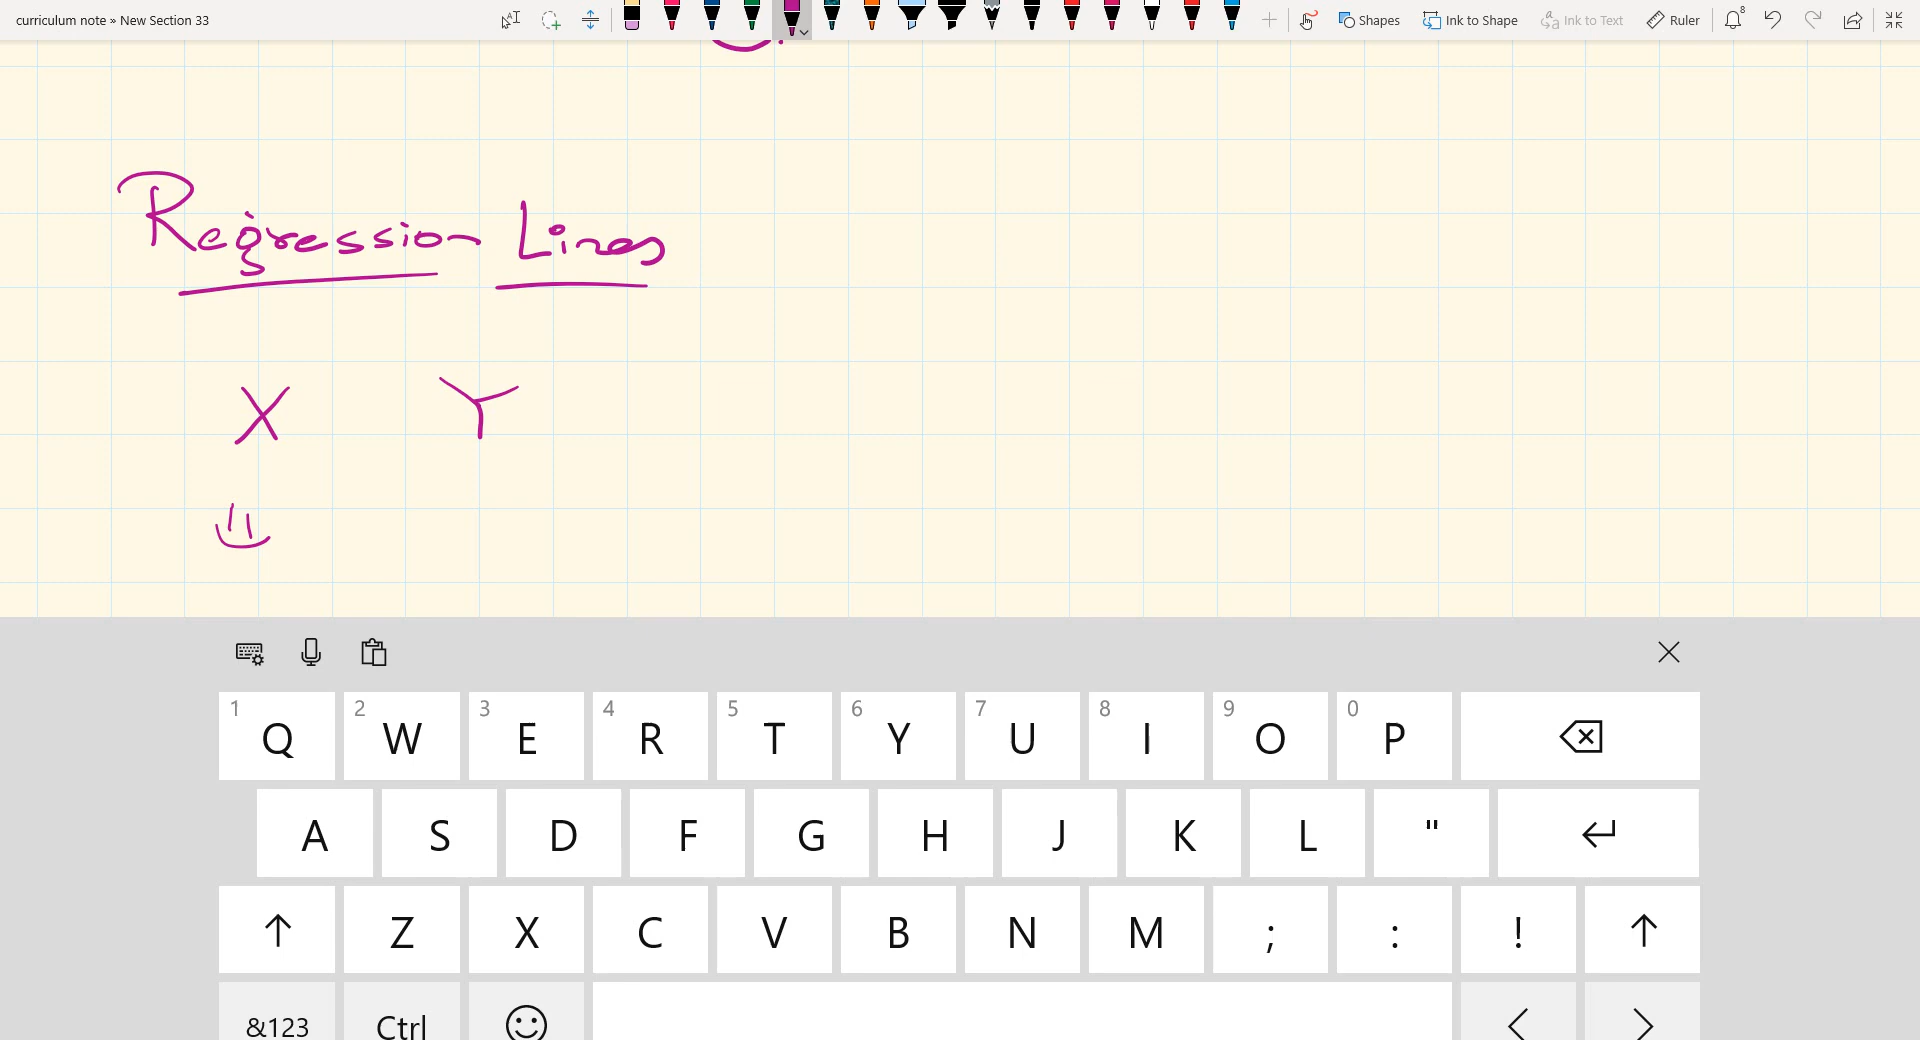 curriculum note » New Section 33
Shapes
Ink to Shape
Ink to Text
Ruler
8
Regression Lines
X Y
1 Q 2 W 3 E 4 R 5 T 6 Y 7 U 8 I 9 O 0 P
A S D F G H J K L "
Z X C V B N M ; : !
&123 Ctrl